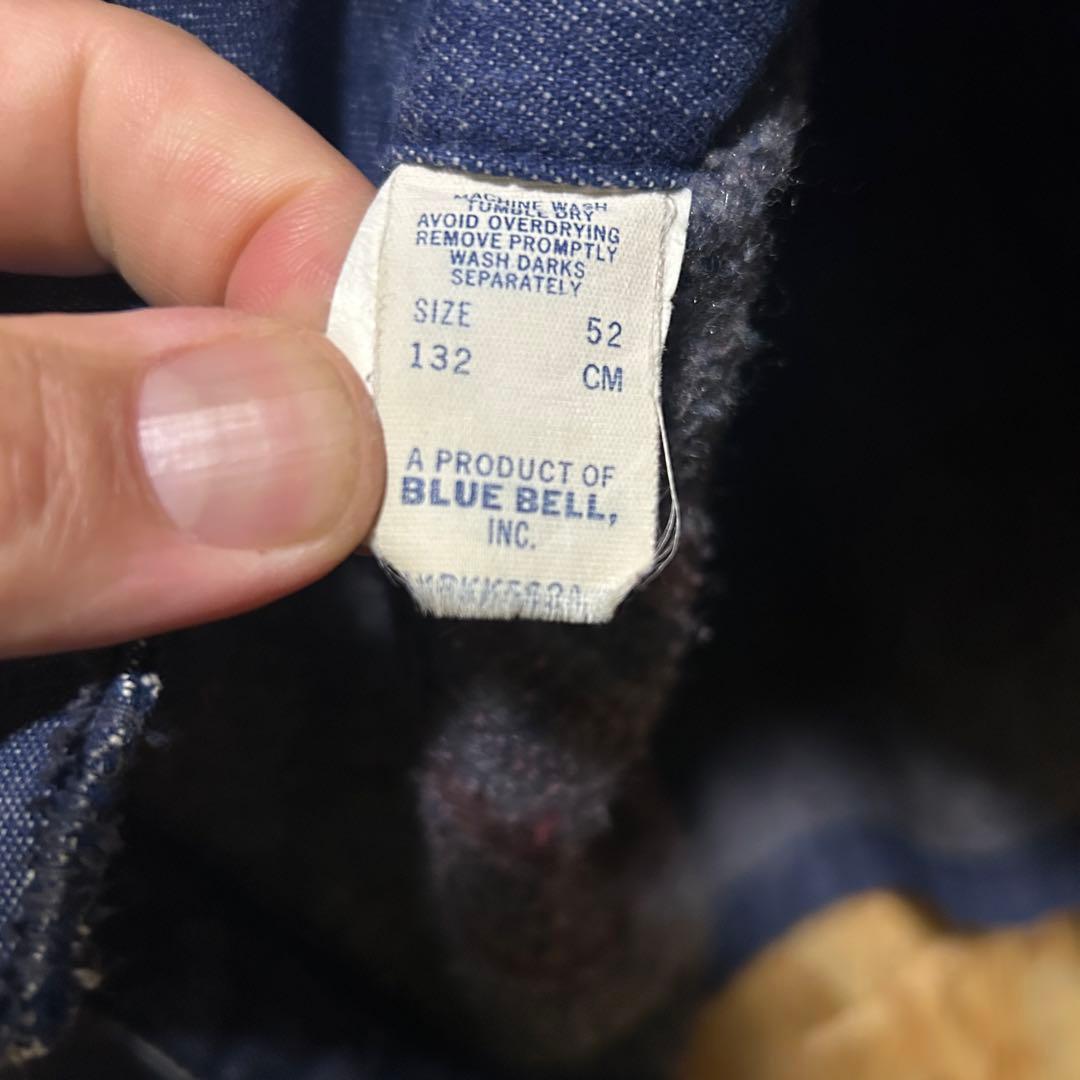 MACHINE WASH
TUMBLE DRY
AVOID OVERDRYING
REMOVE PROMPTLY
WASH DARKS
SEPARATELY
SIZE 52
132 CM
A PRODUCT OF
BLUE BELL,
INC.